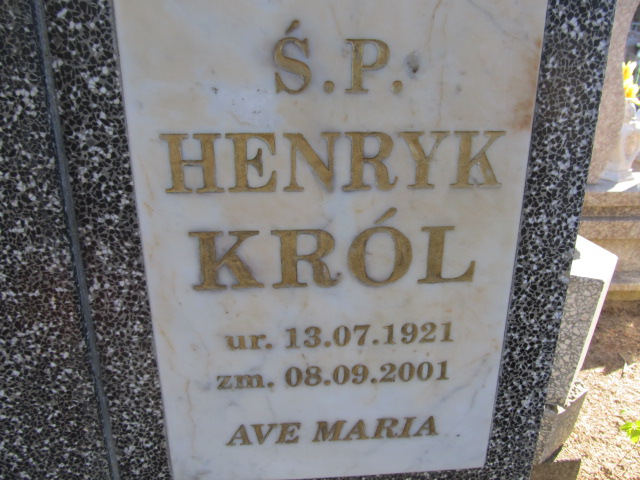 Ś.P.
HENRYK
KRÓL
ur. 13.07.1921
zm. 08.09.2001
AVE MARIA